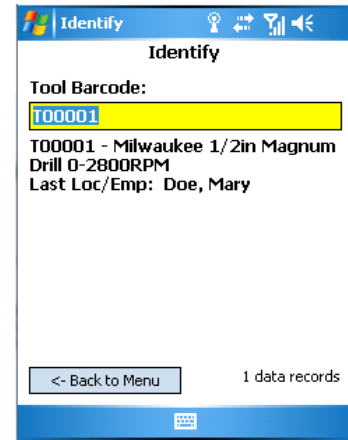 Identify
Identify
Tool Barcode:
T00001
T00001 - Milwaukee 1/2in Magnum
Drill 0-2800RPM
Last Loc/Emp: Doe, Mary
<- Back to Menu
1 data records